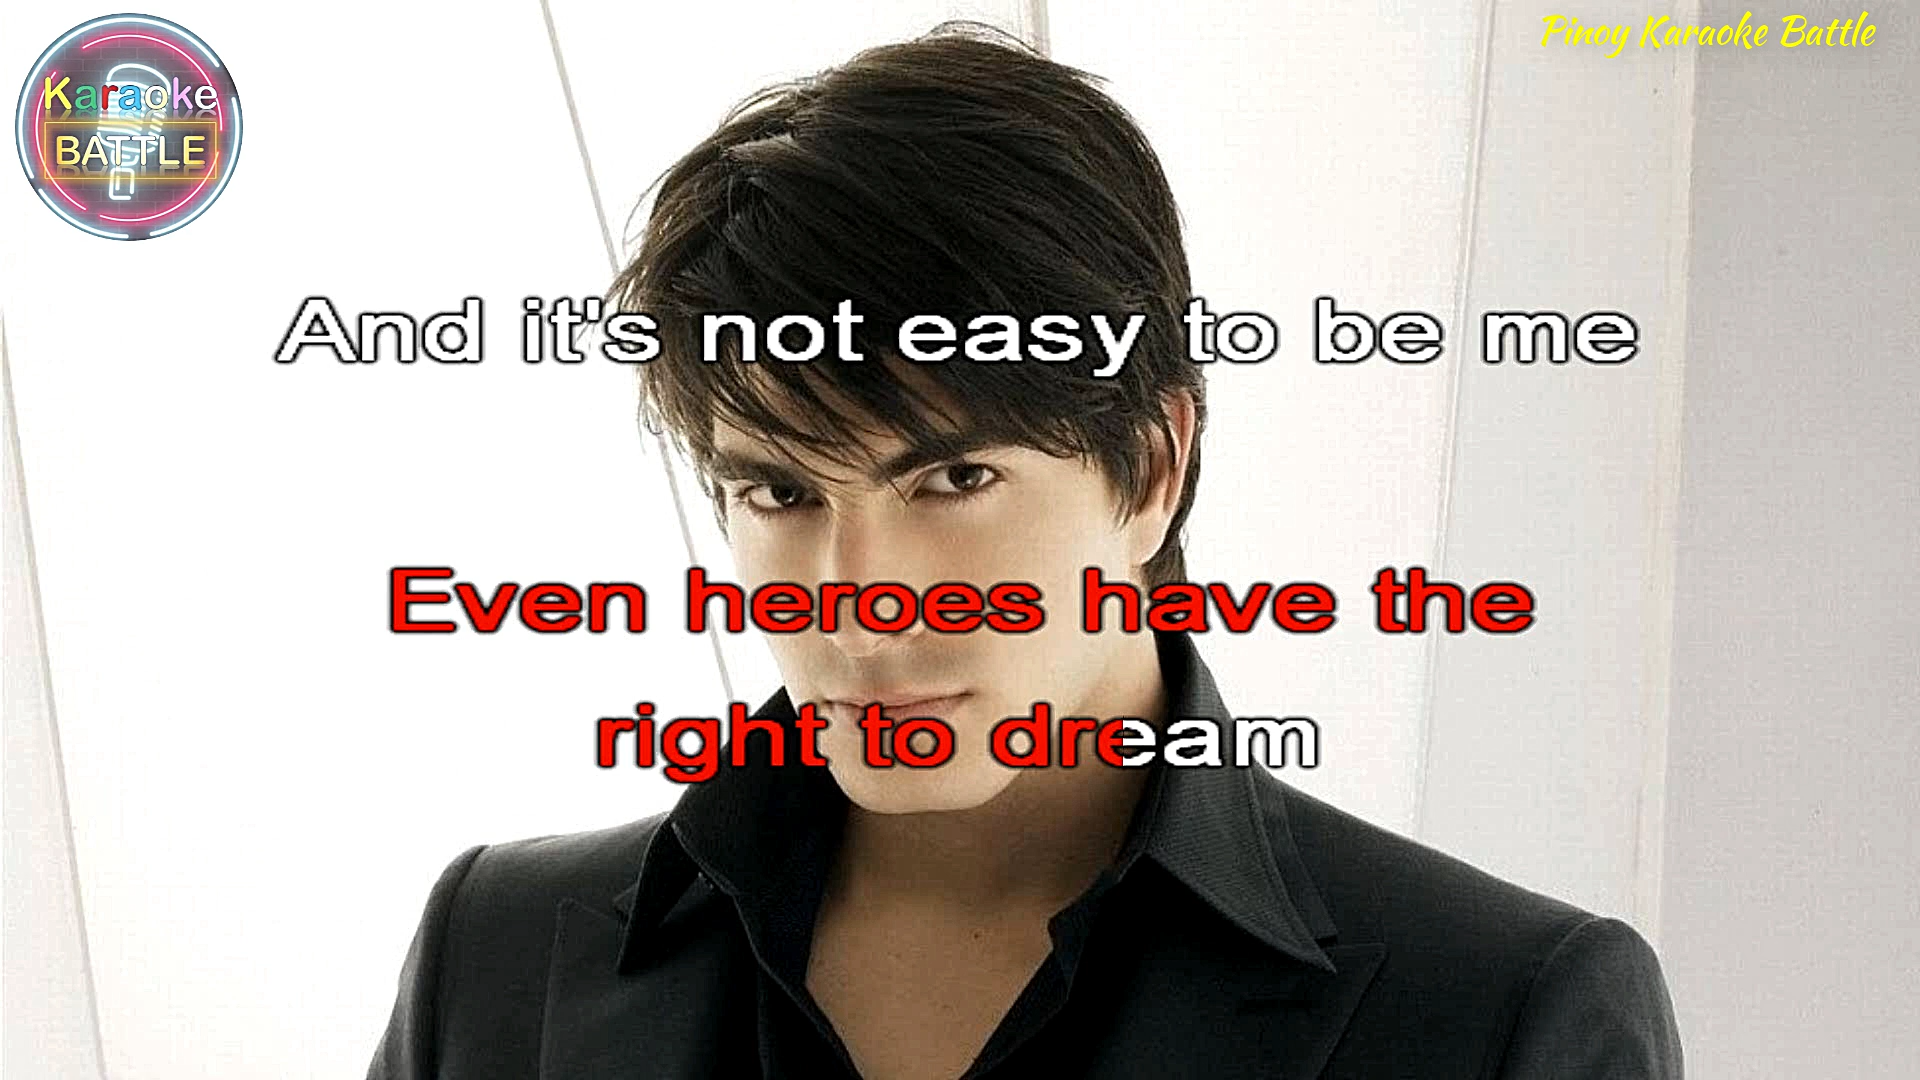 Karaoke
BATTLE
Pinoy Karaoke Battle
And it's not easy to be me
Even heroes have the
right to dream